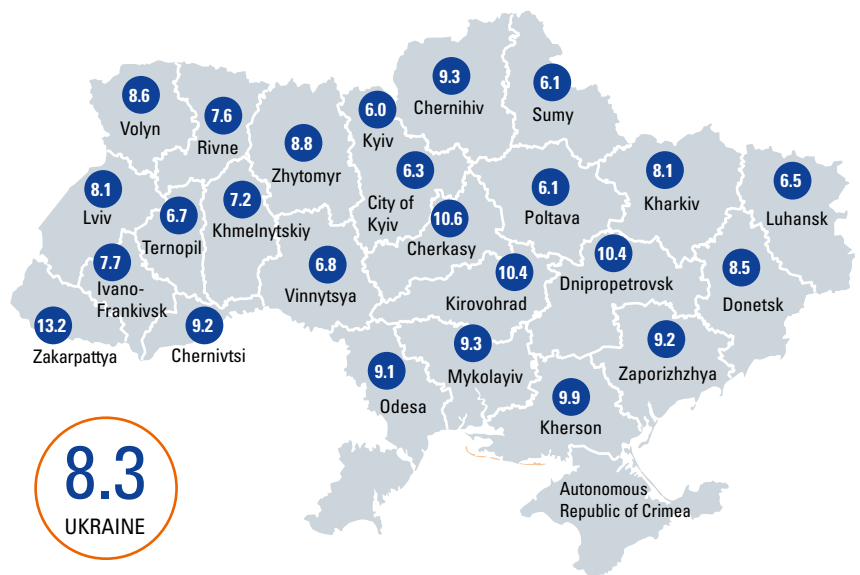 9.3
Chernihiv
6.1
Sumy
8.6
Volyn
7.6
Rivne
6.0
Kyiv
8.8
Zhytomyr
6.3
City of
Kyiv
8.1
Lviv
6.7
Ternopil
7.2
Khmelnytskiy
10.6
Cherkasy
6.1
Poltava
8.1
Kharkiv
6.5
Luhansk
7.7
Ivano-
Frankivsk
6.8
Vinnytsya
10.4
Kirovohrad
10.4
Dnipropetrovsk
8.5
Donetsk
13.2
Zakarpattya
9.2
Chernivtsi
9.1
Odesa
9.3
Mykolayiv
9.2
Zaporizhzhya
9.9
Kherson
8.3
UKRAINE
Autonomous
Republic of Crimea